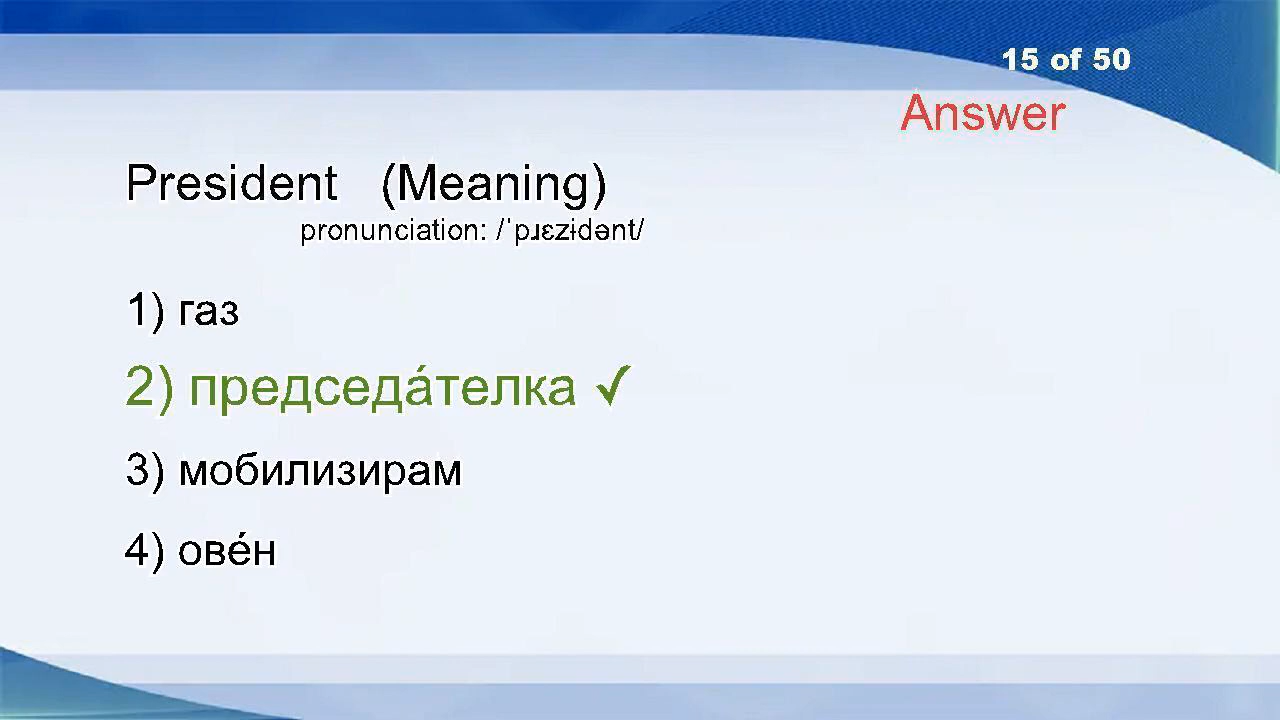 15 of 50
Answer
President (Meaning)
pronunciation: /ˈpɹɛzɨdənt/
1) газ
2) председа́телка ✓
3) мобилизирам
4) ове́н